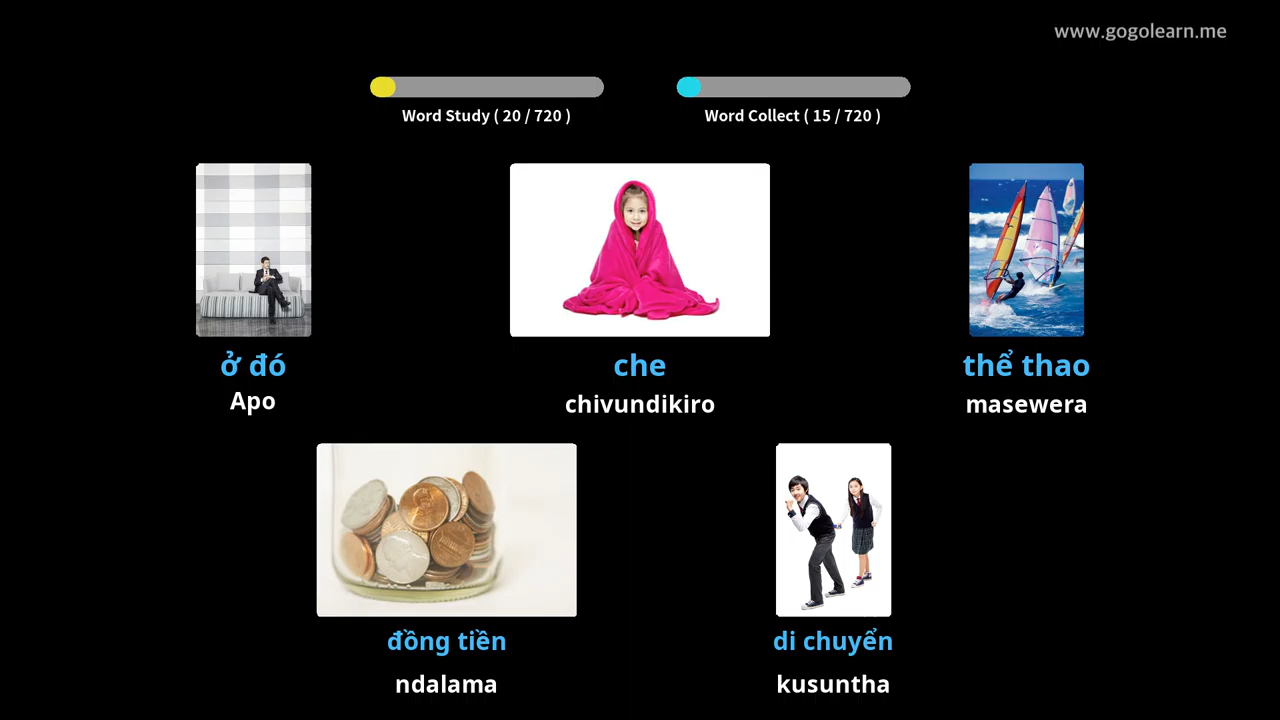 www.gogolearn.me
Word Study ( 20 / 720 )
Word Collect ( 15 / 720 )
ở đó
Apo
che
chivundikiro
thể thao
masewera
đồng tiền
ndalama
di chuyển
kusuntha